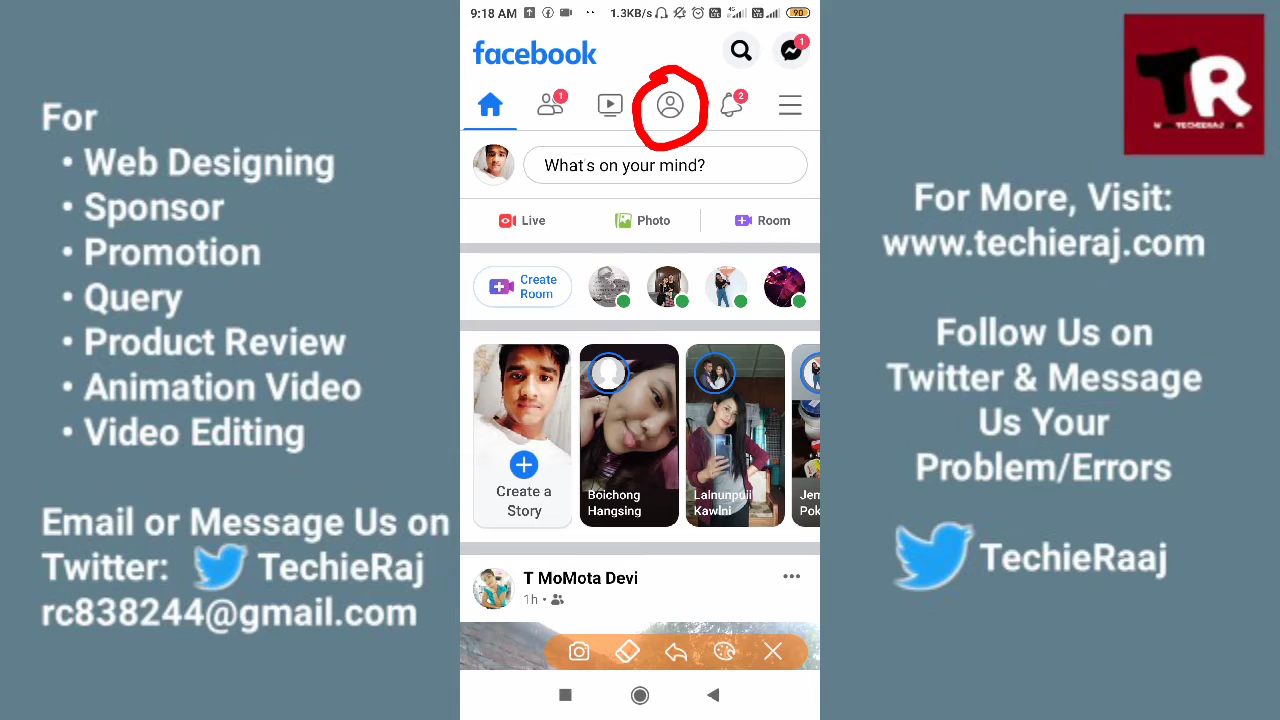 For
• Web Designing
• Sponsor
• Promotion
• Query
• Product Review
• Animation Video
• Video Editing
Email or Message Us on
Twitter: TechieRaj
rc838244@gmail.com
9:18 AM
1.3KB/s
4G
90
facebook
1
1
2
What's on your mind?
Live
Photo
Room
Create
Room
Create a
Story
Boichong
Hangsing
Lalnunpuii
Kawlni
Jem
Pok
T MoMota Devi
1h •
TR
For More, Visit:
www.techieraj.com
Follow Us on
Twitter & Message
Us Your
Problem/Errors
TechieRaaj